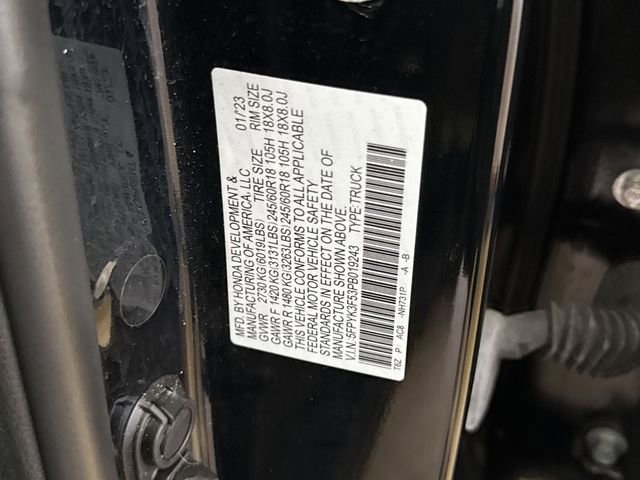 MFD BY HONDA DEVELOPMENT & 01/23
MANUFACTURING OF AMERICA, LLC
GVWR 2730 KG(6019LBS) TIRE SIZE RIM SIZE
GAWR F 1420 KG(3131LBS) 245/60R18 105H 18X8.0J
GAWR R 1480 KG(3263LBS) 245/60R18 105H 18X8.0J
THIS VEHICLE CONFORMS TO ALL APPLICABLE
FEDERAL MOTOR VEHICLE SAFETY
STANDARDS IN EFFECT ON THE DATE OF
MANUFACTURE SHOWN ABOVE.
V.I.N.:5FPYK3F53PB019243 TYPE:TRUCK
T6Z P AC8 -NH731P -A -B